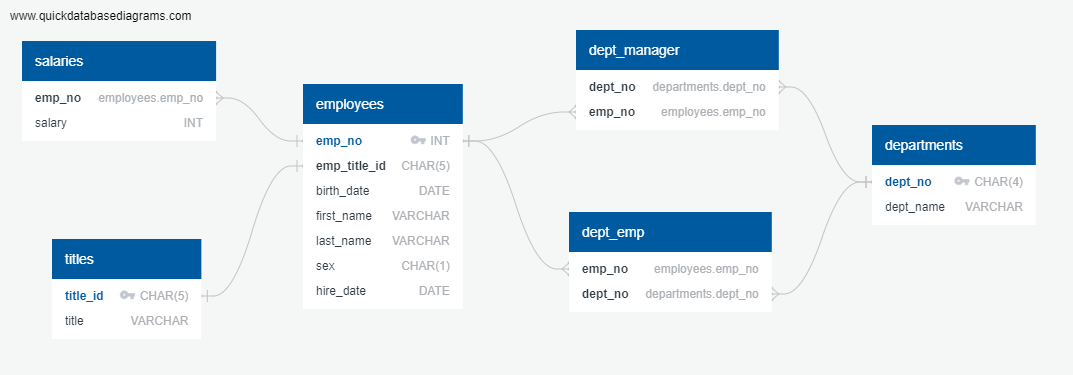 www.quickdatabasediagrams.com
salaries
emp_no employees.emp_no
salary INT
titles
title_id CHAR(5)
title VARCHAR
employees
emp_no INT
emp_title_id CHAR(5)
birth_date DATE
first_name VARCHAR
last_name VARCHAR
sex CHAR(1)
hire_date DATE
dept_manager
dept_no departments.dept_no
emp_no employees.emp_no
dept_emp
emp_no employees.emp_no
dept_no departments.dept_no
departments
dept_no CHAR(4)
dept_name VARCHAR